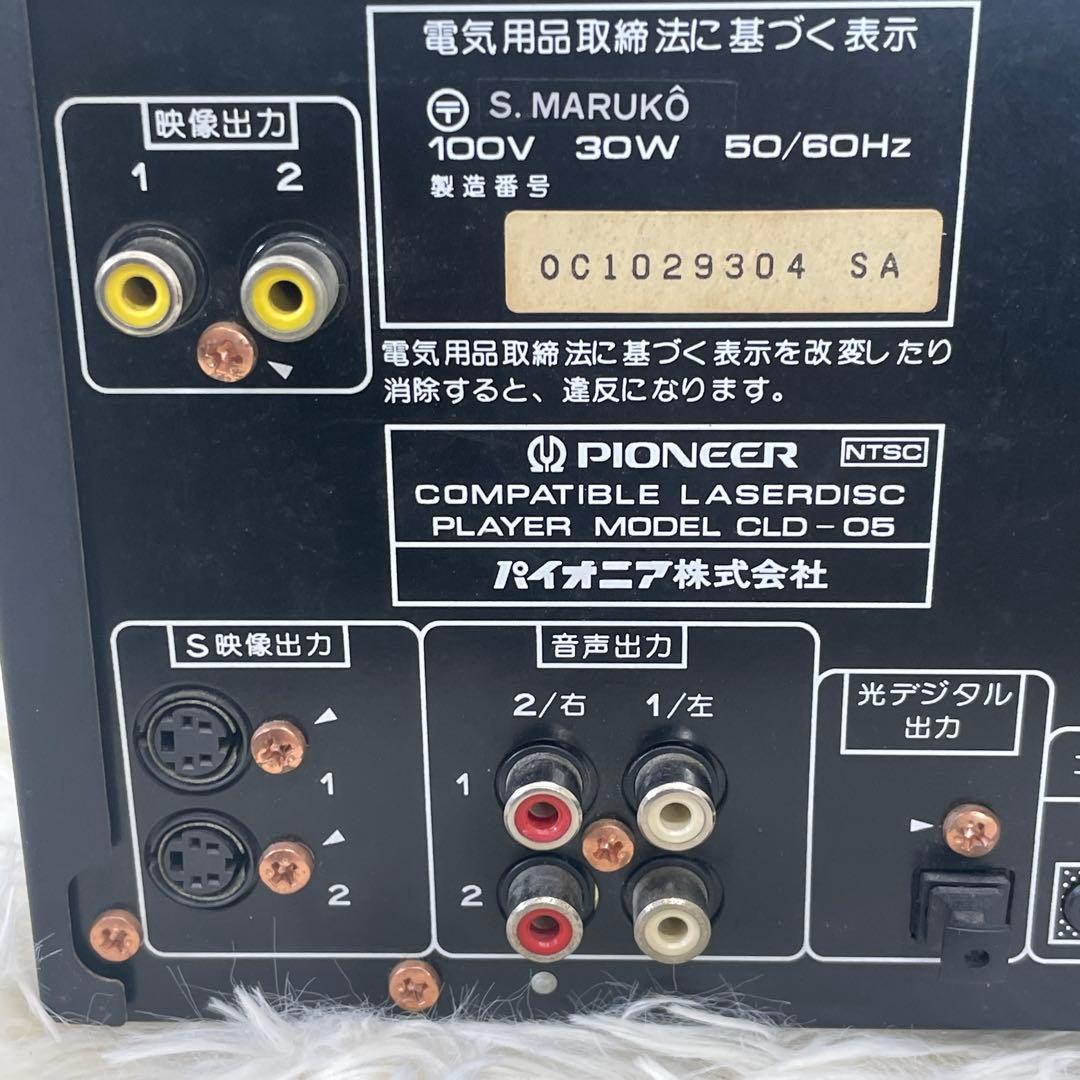 電気用品取締法に基づく表示
〒 S. MARUKÔ
100V 30W 50/60Hz
製造番号
OC1029304 SA
電気用品取締法に基づく表示を改変したり
消除すると、違反になります。
映像出力
1 2
PIONEER NTSC
COMPATIBLE LASERDISC
PLAYER MODEL CLD-05
パイオニア株式会社
S映像出力
1
2
音声出力
2/右 1/左
1
2
光デジタル
出力